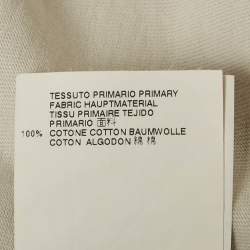 TESSUTO PRIMARIO PRIMARY
FABRIC HAUPTMATERIAL
TISSU PRIMAIRE TEJIDO
PRIMARIO 面料
100% COTONE COTTON BAUMWOLLE
COTON ALGODON 棉 棉